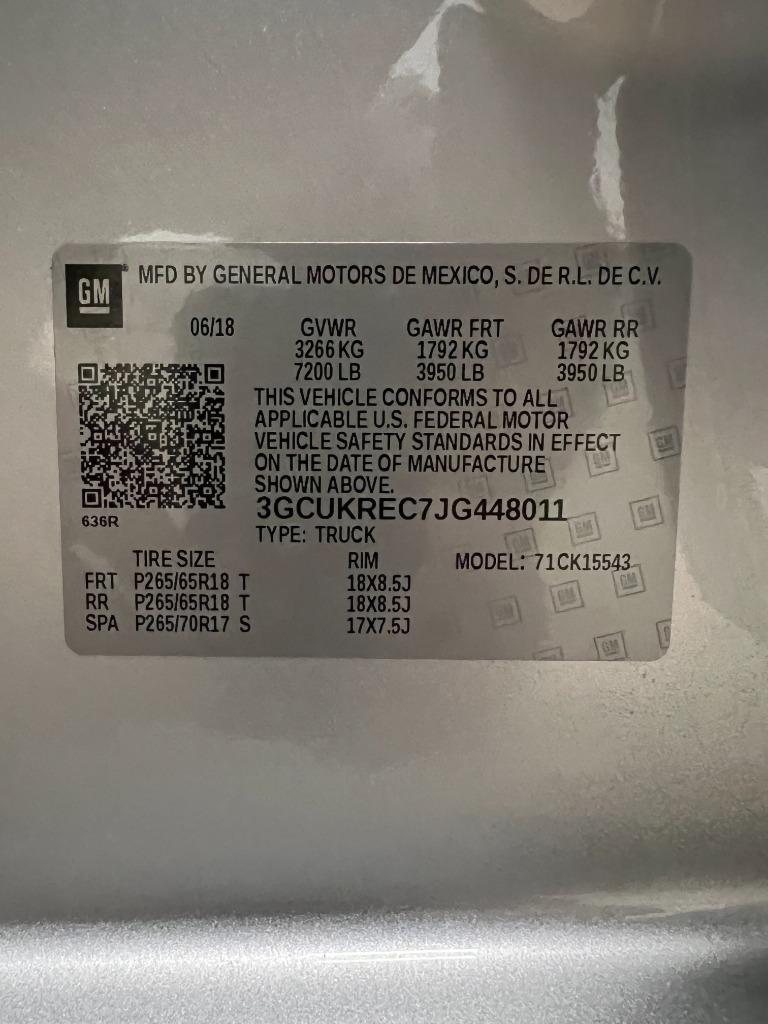 GM® MFD BY GENERAL MOTORS DE MEXICO, S. DE R.L. DE C.V.
06/18 GVWR GAWR FRT GAWR RR
3266 KG 1792 KG 1792 KG
7200 LB 3950 LB 3950 LB
THIS VEHICLE CONFORMS TO ALL
APPLICABLE U.S. FEDERAL MOTOR
VEHICLE SAFETY STANDARDS IN EFFECT
ON THE DATE OF MANUFACTURE
SHOWN ABOVE.
3GCUKREC7JG448011
636R
TYPE: TRUCK
TIRE SIZE RIM MODEL: 71CK15543
FRT P265/65R18 T 18X8.5J
RR P265/65R18 T 18X8.5J
SPA P265/70R17 S 17X7.5J